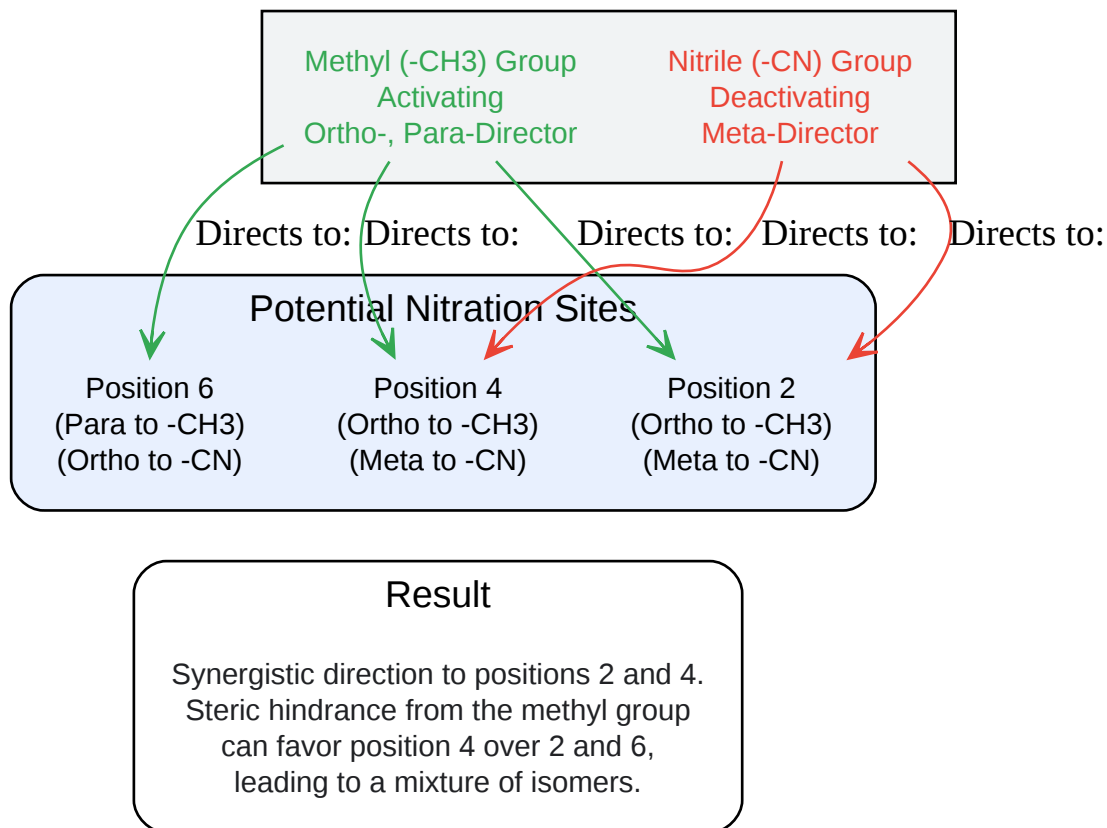 Methyl (-CH3) Group
Activating
Ortho-, Para-Director
Nitrile (-CN) Group
Deactivating
Meta-Director
Directs to:
Directs to:
Directs to:
Directs to:
Directs to:
Potential Nitration Sites
Position 6
(Para to -CH3)
(Ortho to -CN)
Position 4
(Ortho to -CH3)
(Meta to -CN)
Position 2
(Ortho to -CH3)
(Meta to -CN)
Result
Synergistic direction to positions 2 and 4.
Steric hindrance from the methyl group
can favor position 4 over 2 and 6,
leading to a mixture of isomers.